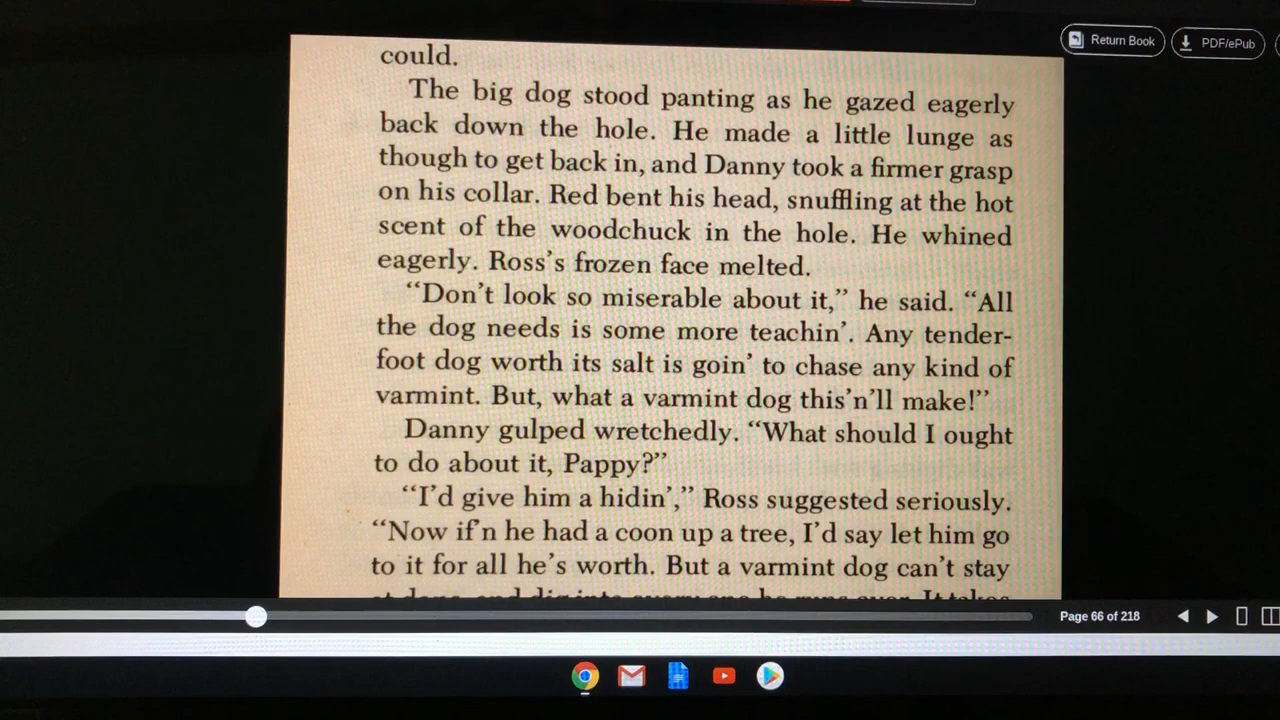 Return Book
PDF/ePub
could.
The big dog stood panting as he gazed eagerly
back down the hole. He made a little lunge as
though to get back in, and Danny took a firmer grasp
on his collar. Red bent his head, snuffling at the hot
scent of the woodchuck in the hole. He whined
eagerly. Ross’s frozen face melted.
“Don’t look so miserable about it,” he said. “All
the dog needs is some more teachin’. Any tender-
foot dog worth its salt is goin’ to chase any kind of
varmint. But, what a varmint dog this’n’ll make!”
Danny gulped wretchedly. “What should I ought
to do about it, Pappy?”
“I’d give him a hidin’,” Ross suggested seriously.
“Now if’n he had a coon up a tree, I’d say let him go
to it for all he’s worth. But a varmint dog can’t stay
Page 66 of 218